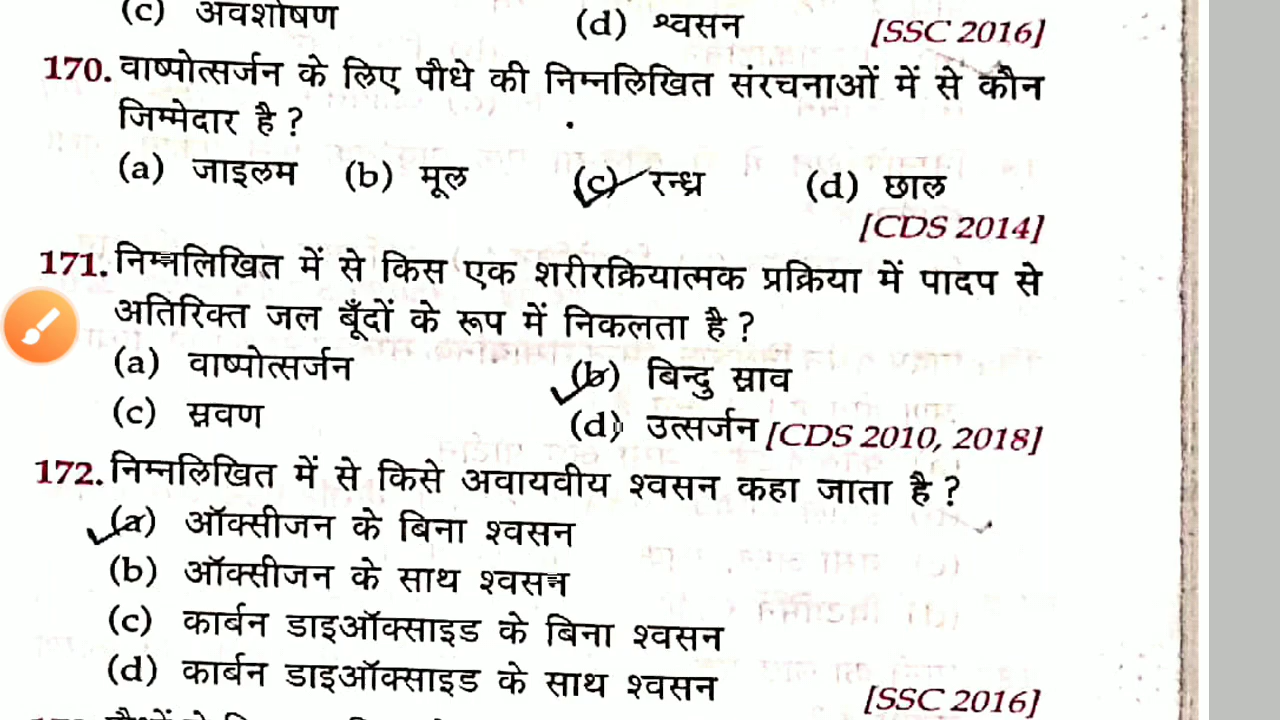 (c) अवशोषण (d) श्वसन [SSC 2016]
170. वाष्पोत्सर्जन के लिए पौधे की निम्नलिखित संरचनाओं में से कौन
जिम्मेदार है ?
(a) जाइलम (b) मूल (c) रन्ध्र (d) छाल
[CDS 2014]
171. निम्नलिखित में से किस एक शरीरक्रियात्मक प्रक्रिया में पादप से
अतिरिक्त जल बूँदों के रूप में निकलता है ?
(a) वाष्पोत्सर्जन (b) बिन्दु स्राव
(c) स्रवण (d) उत्सर्जन [CDS 2010, 2018]
172. निम्नलिखित में से किसे अवायवीय श्वसन कहा जाता है ?
(a) ऑक्सीजन के बिना श्वसन
(b) ऑक्सीजन के साथ श्वसन
(c) कार्बन डाइऑक्साइड के बिना श्वसन
(d) कार्बन डाइऑक्साइड के साथ श्वसन
[SSC 2016]